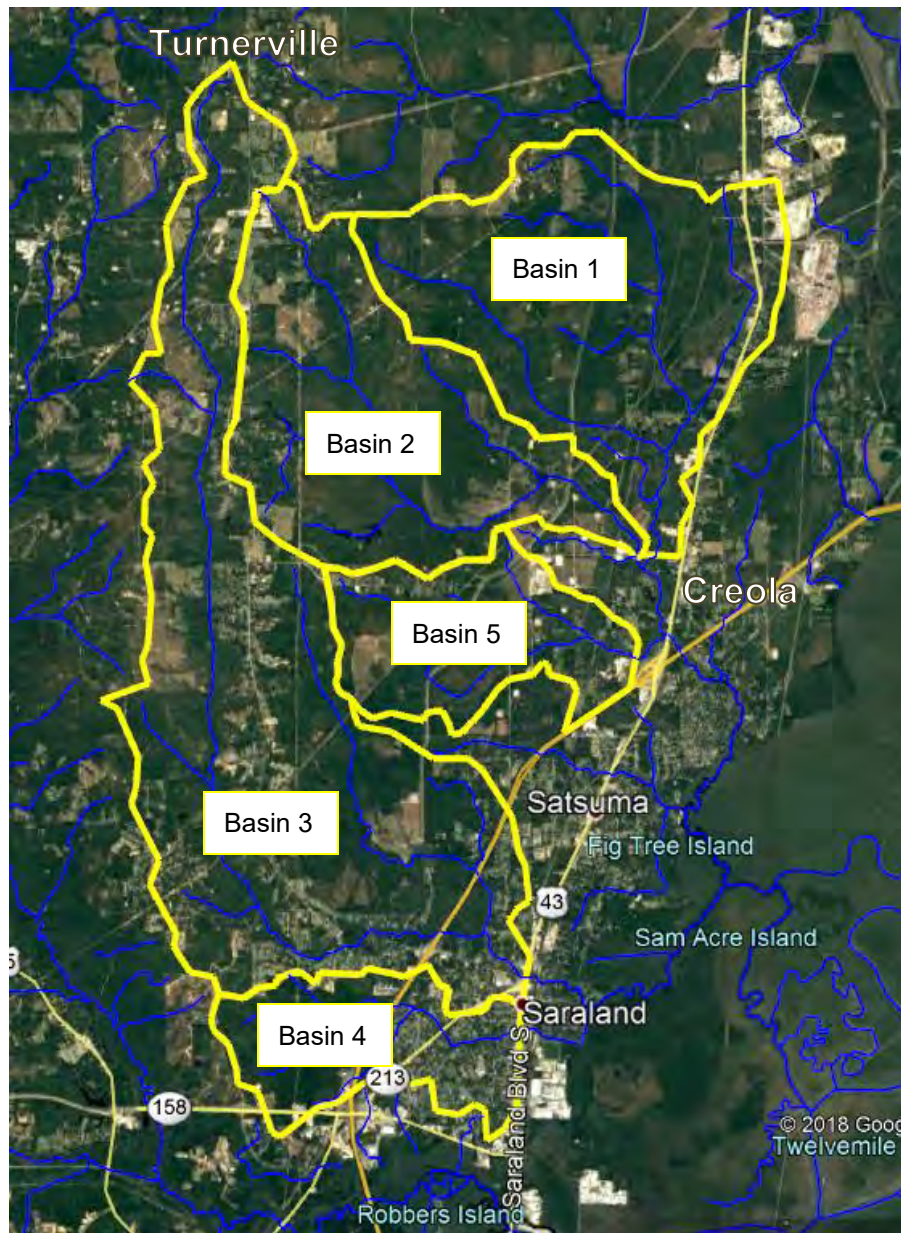 Turnerville
Basin 1
Basin 2
Creola
Basin 5
Satsuma
Basin 3
Fig Tree Island
43
Sam Acre Island
5
Saraland
Basin 4
Saraland Blvd S
213
158
© 2018 Goog
Twelvemile
Robbers Island